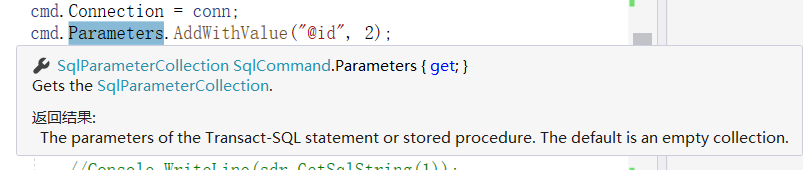 cmd.Connection = conn;
cmd.Parameters.AddWithValue("@id", 2);
SqlParameterCollection SqlCommand.Parameters { get; }
Gets the SqlParameterCollection.
返回结果:
The parameters of the Transact-SQL statement or stored procedure. The default is an empty collection.
//Console.WriteLine(sdr.GetSqlString(1));